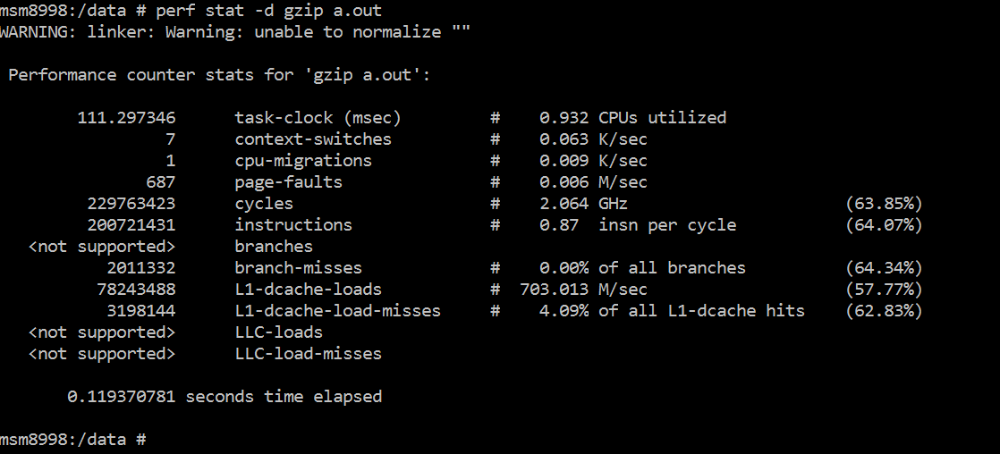 msm8998:/data # perf stat -d gzip a.out
WARNING: linker: Warning: unable to normalize ""
Performance counter stats for 'gzip a.out':
111.297346 task-clock (msec) # 0.932 CPUs utilized
7 context-switches # 0.063 K/sec
1 cpu-migrations # 0.009 K/sec
687 page-faults # 0.006 M/sec
229763423 cycles # 2.064 GHz (63.85%)
200721431 instructions # 0.87 insn per cycle (64.07%)
<not supported> branches
2011332 branch-misses # 0.00% of all branches (64.34%)
78243488 L1-dcache-loads # 703.013 M/sec (57.77%)
3198144 L1-dcache-load-misses # 4.09% of all L1-dcache hits (62.83%)
<not supported> LLC-loads
<not supported> LLC-load-misses
0.119370781 seconds time elapsed
msm8998:/data #